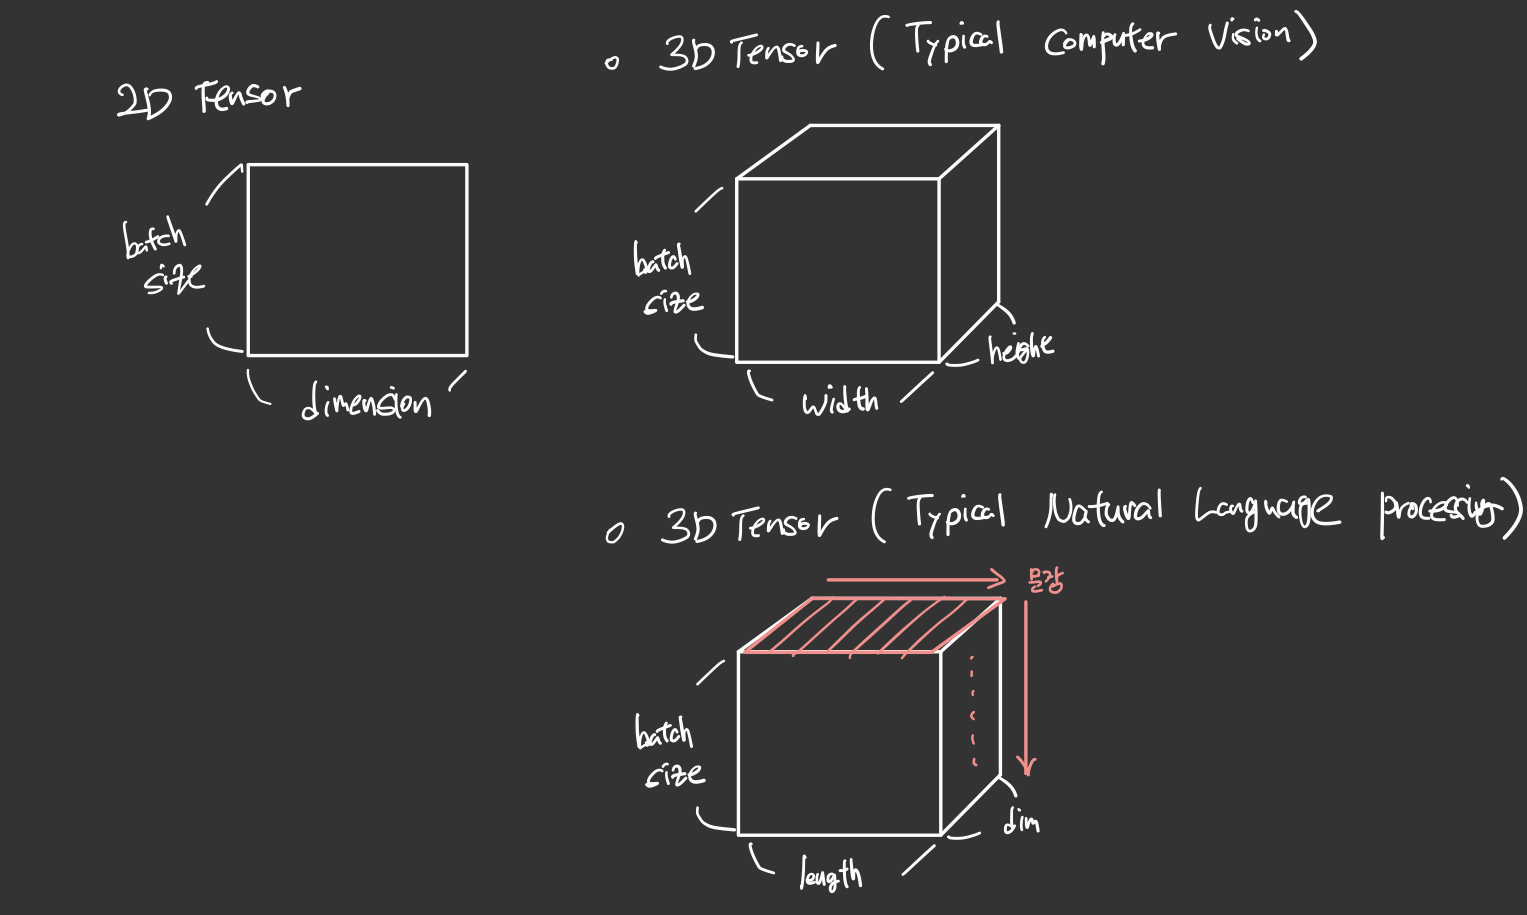 2D Tensor
batch
size
dimension
o 3D Tensor (Typical Computer Vision)
batch
size
height
width
o 3D Tensor (Typical Natural Language processing)
문장
batch
size
dim
length